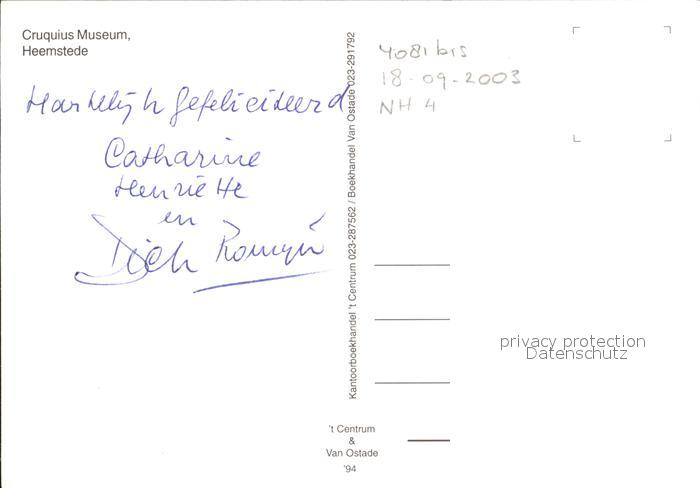 Cruquius Museum,
Heemstede
Hartelijk gefeliciteerd
Catharine
Henriëtte
en
Dick Romeyn
Kantoorboekhandel 't Centrum 023-287562 / Boekhandel Van Ostade 023-291792
4081 bis
18-09-2003
NH 4
privacy protection
Datenschutz
't Centrum
&
Van Ostade
'94